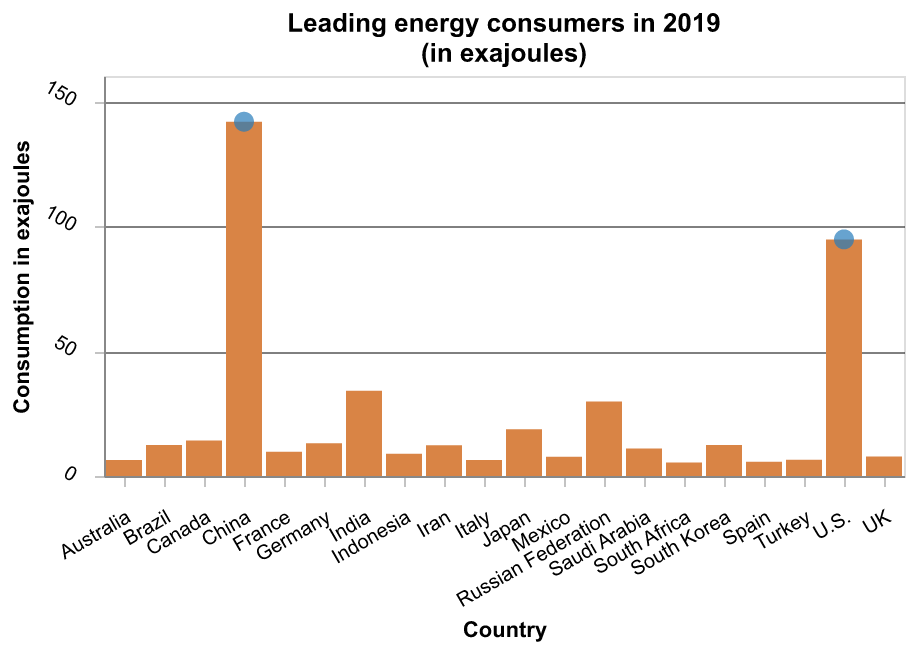 Leading energy consumers in 2019
(in exajoules)
Consumption in exajoules
150
100
50
0
Australia
Brazil
Canada
China
France
Germany
India
Indonesia
Iran
Italy
Japan
Mexico
Russian Federation
Saudi Arabia
South Africa
South Korea
Spain
Turkey
U.S.
UK
Country